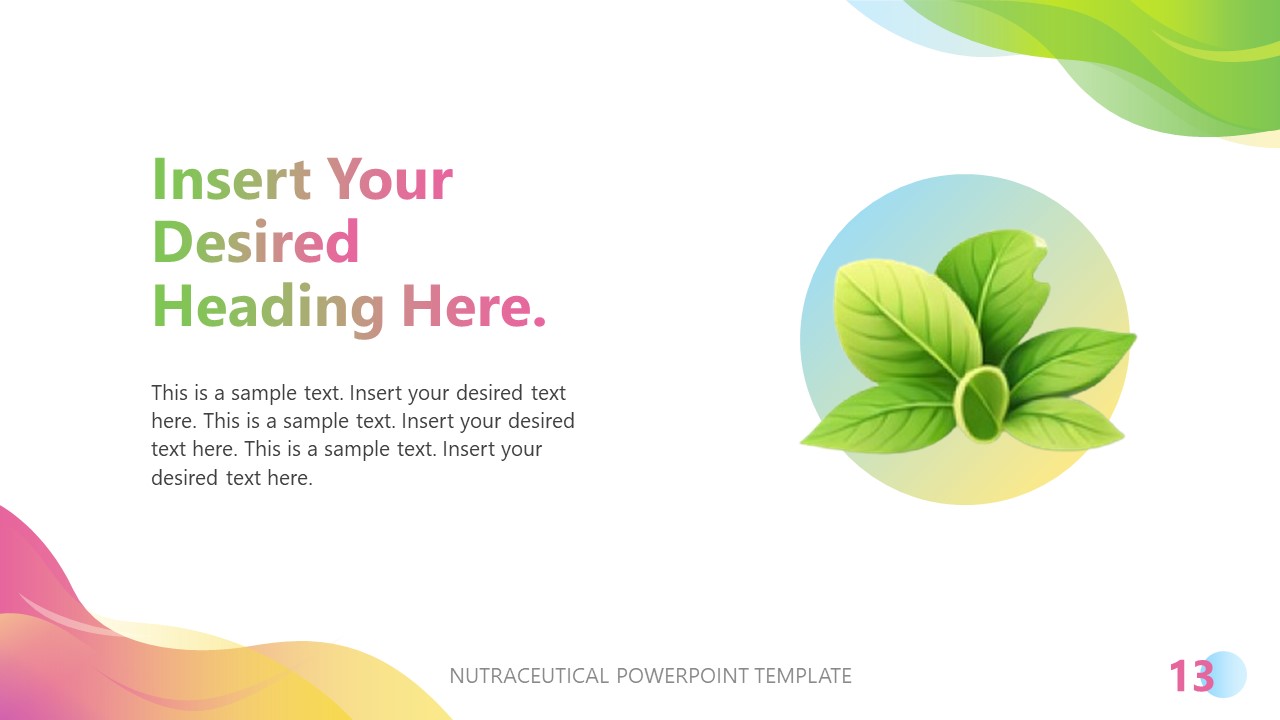 Insert Your
Desired
Heading Here.
This is a sample text. Insert your desired text
here. This is a sample text. Insert your desired
text here. This is a sample text. Insert your
desired text here.
NUTRACEUTICAL POWERPOINT TEMPLATE
13